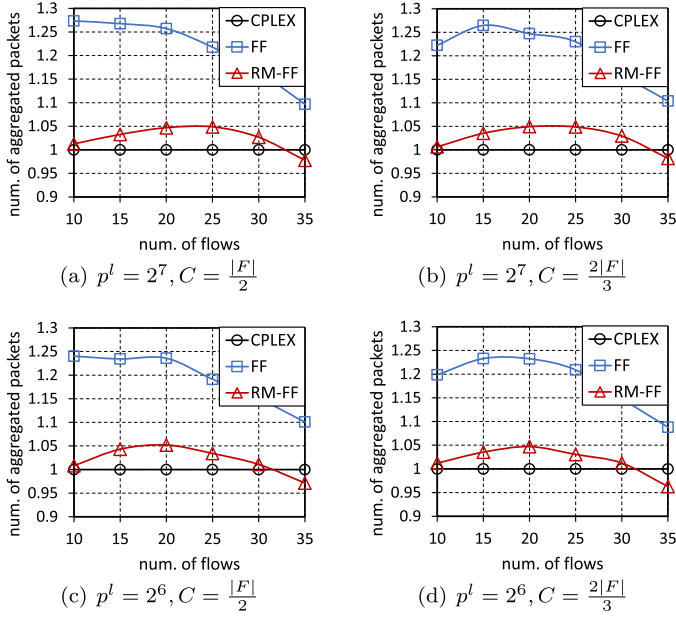 num. of aggregated packets
1.3
1.25
1.2
1.15
1.1
1.05
1
0.95
0.9
CPLEX
FF
RM-FF
10 15 20 25 30 35
num. of flows
(a) $p^l = 2^7, C = \frac{|F|}{2}$
num. of aggregated packets
1.3
1.25
1.2
1.15
1.1
1.05
1
0.95
0.9
CPLEX
FF
RM-FF
10 15 20 25 30 35
num. of flows
(b) $p^l = 2^7, C = \frac{2|F|}{3}$
num. of aggregated packets
1.3
1.25
1.2
1.15
1.1
1.05
1
0.95
0.9
CPLEX
FF
RM-FF
10 15 20 25 30 35
num. of flows
(c) $p^l = 2^6, C = \frac{|F|}{2}$
num. of aggregated packets
1.3
1.25
1.2
1.15
1.1
1.05
1
0.95
0.9
CPLEX
FF
RM-FF
10 15 20 25 30 35
num. of flows
(d) $p^l = 2^6, C = \frac{2|F|}{3}$